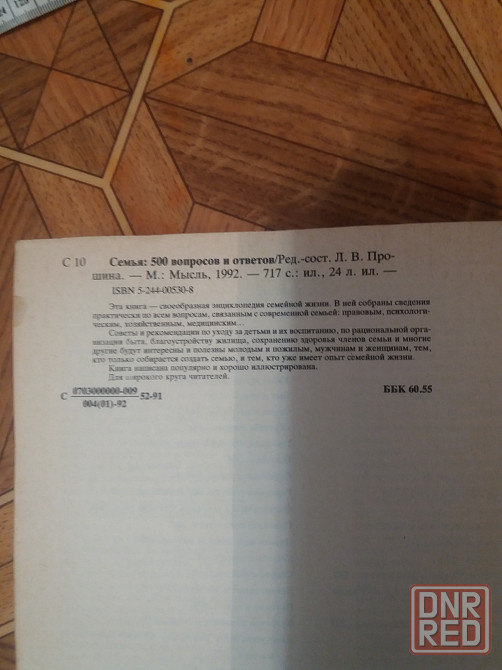 С 10 Семья: 500 вопросов и ответов/Ред.-сост. Л. В. Про-
шина. — М.: Мысль, 1992. — 717 с.: ил., 24 л. ил. —
ISBN 5-244-00530-8
Эта книга — своеобразная энциклопедия семейной жизни. В ней собраны сведения
практически по всем вопросам, связанным с современной семьей: правовым, психологи-
ческим, хозяйственным, медицинским...
Советы и рекомендации по уходу за детьми и их воспитанию, по рациональной орга-
низации быта, благоустройству жилища, сохранению здоровья членов семьи и многие
другие будут интересны и полезны молодым и пожилым, мужчинам и женщинам, тем,
кто только собирается создать семью, и тем, кто уже имеет опыт семейной жизни.
Книга написана популярно и хорошо иллюстрирована.
Для широкого круга читателей.
С 0703000000-009 52-91
004(01)-92
ББК 60.55
DNR
RED